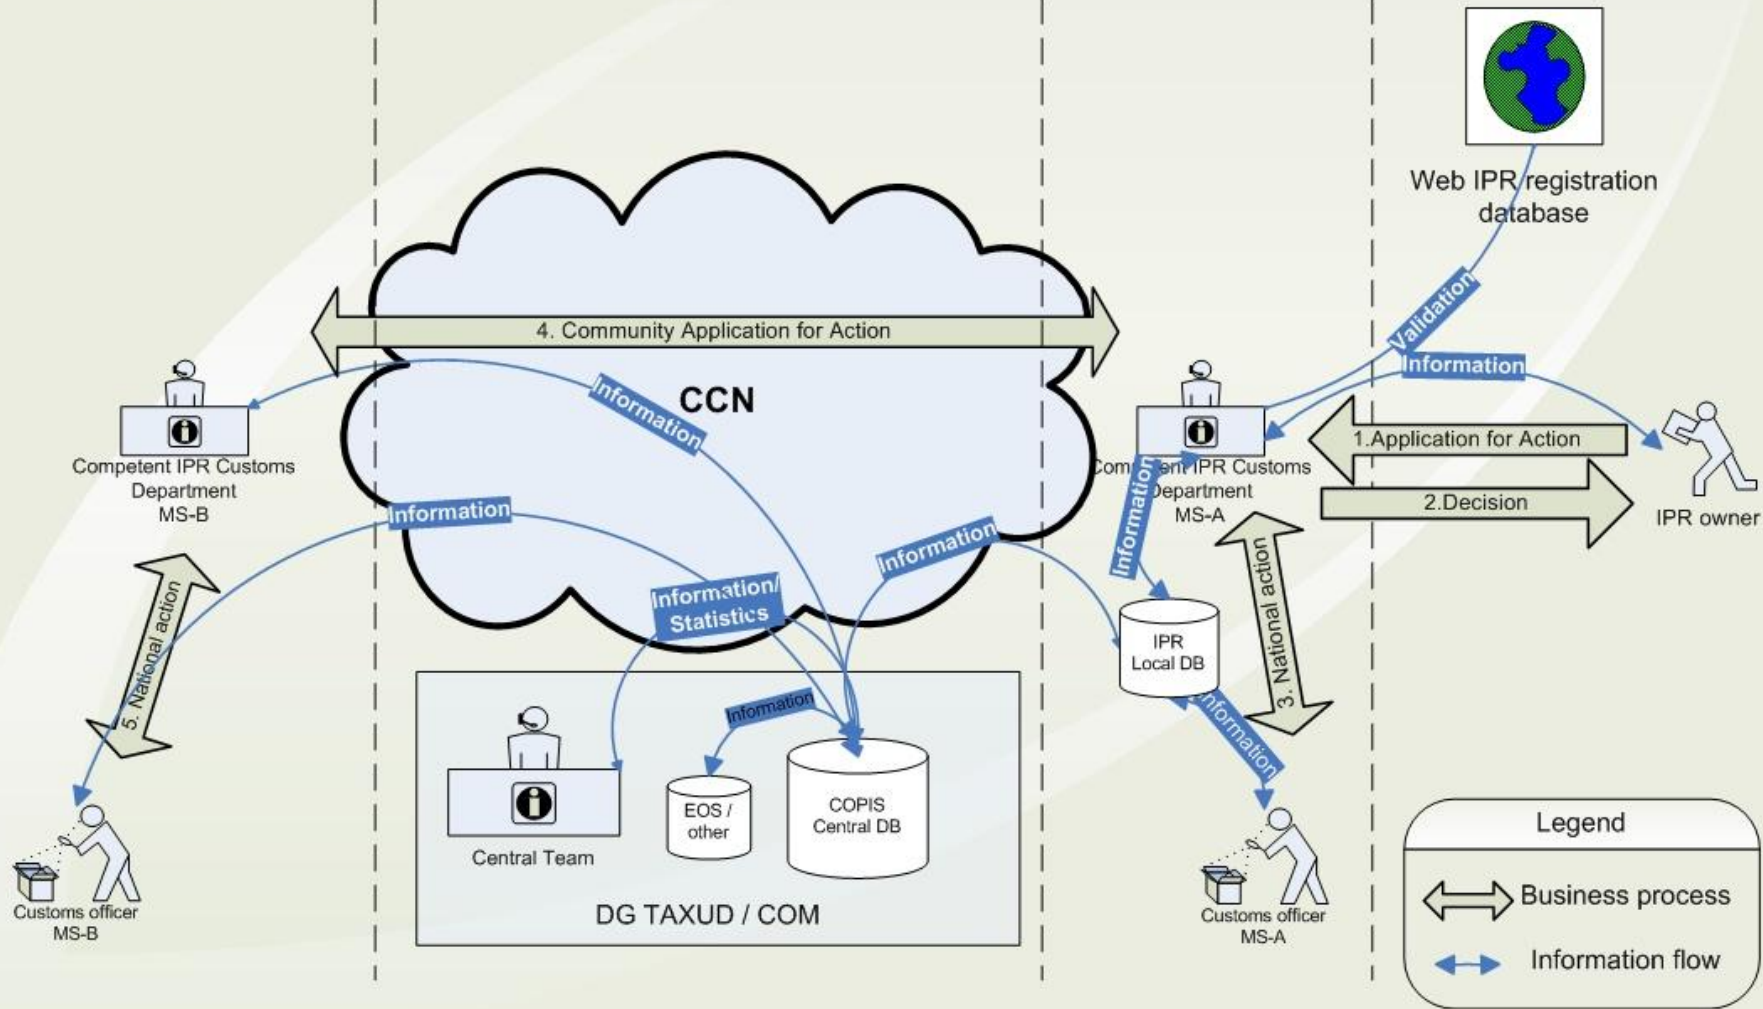 Web IPR registration
database
Validation
Information
4. Community Application for Action
CCN
Information
Competent IPR Customs
Department
MS-B
Information
Information
Information/
Statistics
5. National action
Customs officer
MS-B
Information
Central Team
EOS /
other
COPIS
Central DB
DG TAXUD / COM
Competent IPR Customs
Department
MS-A
Information
1.Application for Action
2.Decision
IPR owner
IPR
Local DB
3. National action
Information
Customs officer
MS-A
Legend
Business process
Information flow